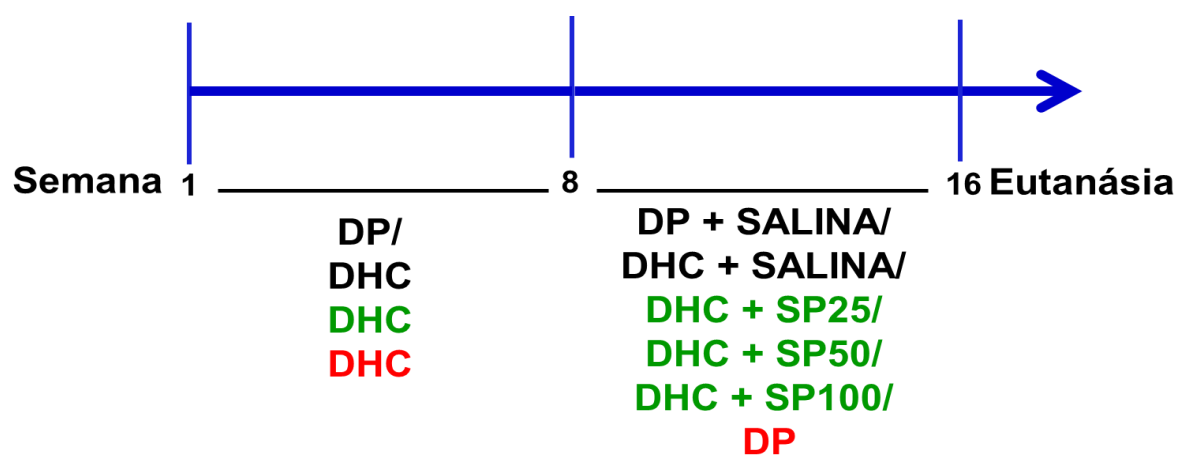 Semana 1 8 16 Eutanásia
DP/
DHC
DHC
DHC
DP + SALINA/
DHC + SALINA/
DHC + SP25/
DHC + SP50/
DHC + SP100/
DP